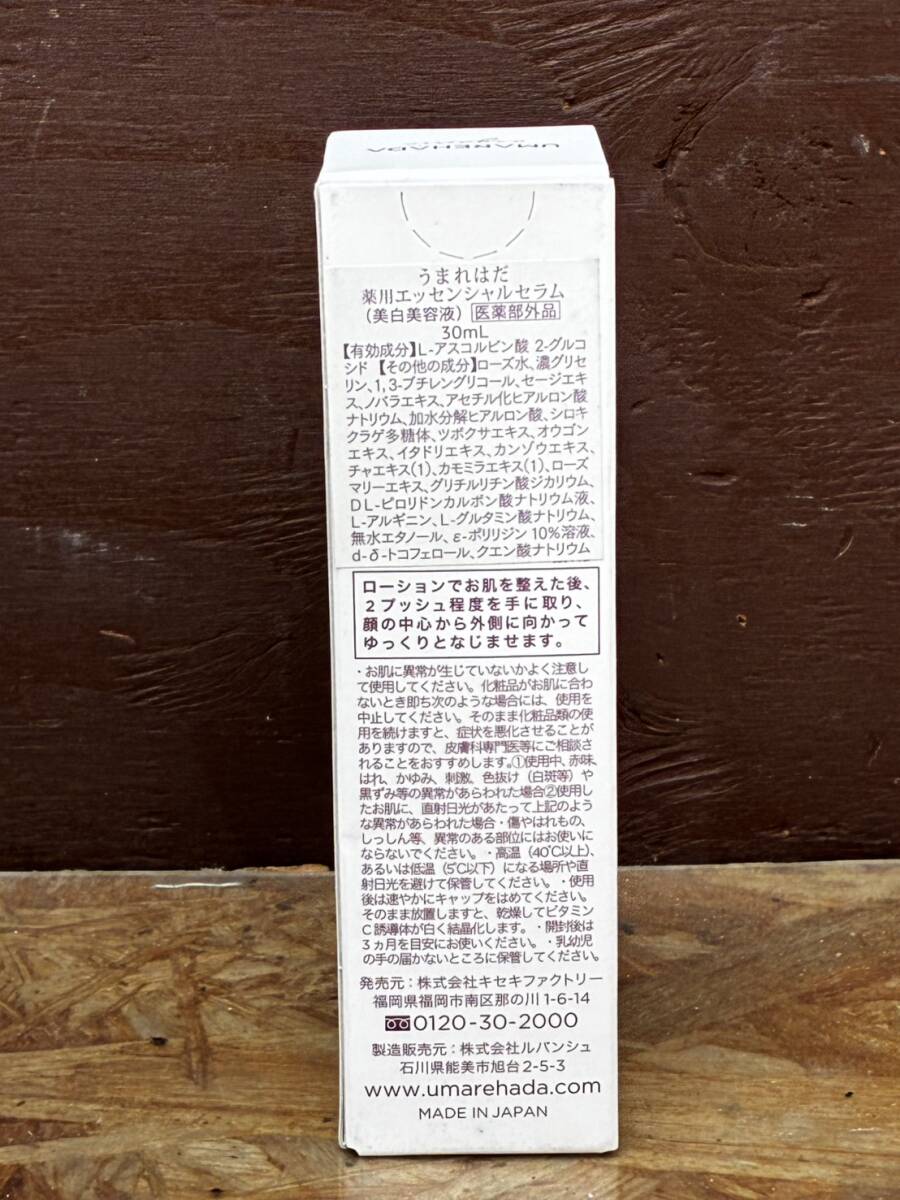 UMAREHADA
うまれはだ
薬用エッセンシャルセラム
(美白美容液) 医薬部外品
30mL
【有効成分】L-アスコルビン酸 2-グルコ
シド 【その他の成分】ローズ水、濃グリセ
リン、1,3-ブチレングリコール、セージエキ
ス、ノバラエキス、アセチル化ヒアルロン酸
ナトリウム、加水分解ヒアルロン酸、シロキ
クラゲ多糖体、ツボクサエキス、オウゴン
エキス、イタドリエキス、カンゾウエキス、
チャエキス(1)、カモミラエキス(1)、ローズ
マリーエキス、グリチルリチン酸ジカリウム、
DL-ピロリドンカルボン酸ナトリウム液、
L-アルギニン、L-グルタミン酸ナトリウム、
無水エタノール、ε-ポリリジン10%溶液、
d-δ-トコフェロール、クエン酸ナトリウム
ローションでお肌を整えた後、
2プッシュ程度を手に取り、
顔の中心から外側に向かって
ゆっくりとなじませます。
・お肌に異常が生じていないかよく注意し
て使用してください。化粧品がお肌に合わ
ないとき即ち次のような場合には、使用を
中止してください。そのまま化粧品類の使
用を続けますと、症状を悪化させることが
ありますので、皮膚科専門医等にご相談さ
れることをおすすめします。①使用中、赤味、
はれ、かゆみ、刺激、色抜け（白斑等）や
黒ずみ等の異常があらわれた場合②使用し
たお肌に、直射日光があたって上記のよう
な異常があらわれた場合・傷やはれもの、
しっしん等、異常のある部位にはお使いに
ならないでください。・高温（40℃以上）、
あるいは低温（5℃以下）になる場所や直
射日光を避けて保管してください。・使用
後は速やかにキャップをはめてください。
そのまま放置しますと、乾燥してビタミン
C誘導体が白く結晶化します。・開封後は
3ヵ月を目安にお使いください。・乳幼児
の手の届かないところに保管してください。
発売元：株式会社キセキファクトリー
福岡県福岡市南区那の川1-6-14
0120-30-2000
製造販売元：株式会社ルバンシュ
石川県能美市旭台2-5-3
www.umarehada.com
MADE IN JAPAN